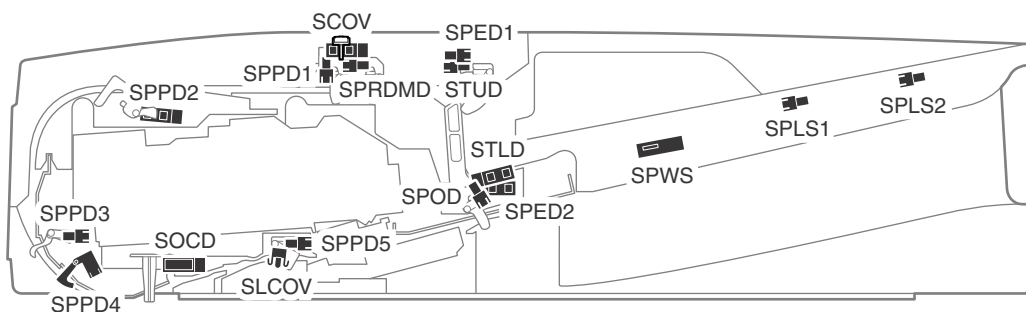 SCOV
SPED1
SPPD1
SPRDMD
STUD
SPPD2
SPLS2
SPLS1
STLD
SPWS
SPOD
SPED2
SPPD3
SOCD
SPPD5
SLCOV
SPPD4